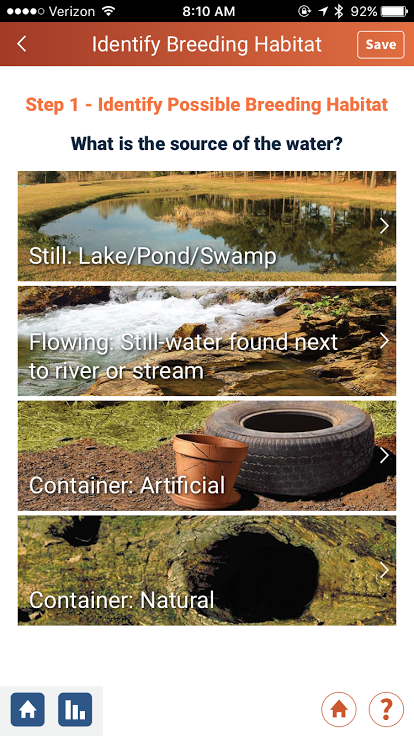 Verizon 8:10 AM 92%
Identify Breeding Habitat Save
Step 1 - Identify Possible Breeding Habitat
What is the source of the water?
Still: Lake/Pond/Swamp
Flowing: Still-water found next
to river or stream
Container: Artificial
Container: Natural
?